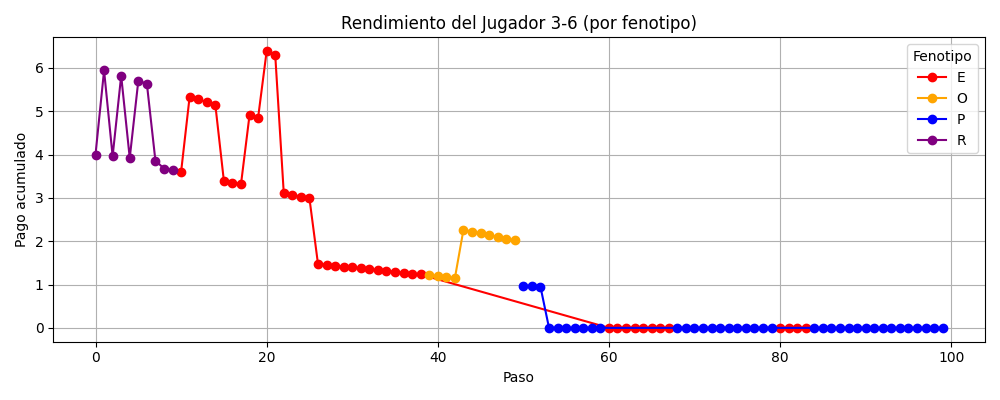 Rendimiento del Jugador 3-6 (por fenotipo)
Pago acumulado
6
5
4
3
2
1
0
0 20 40 60 80 100
Paso
Fenotipo
E
O
P
R